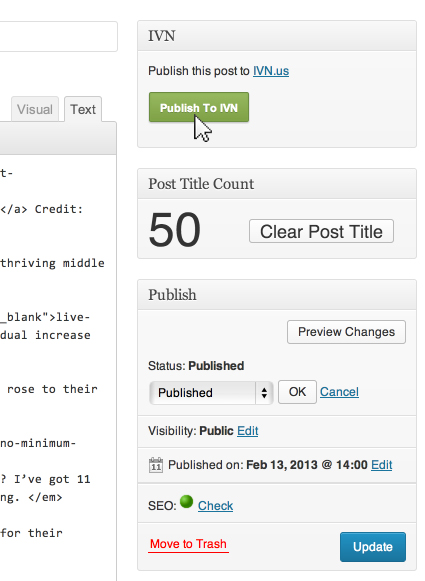 IVN
Publish this post to IVN.us
Publish To IVN
Visual Text
Post Title Count
50 Clear Post Title
Publish
Preview Changes
Status: Published
Published OK Cancel
Visibility: Public Edit
11 Published on: Feb 13, 2013 @ 14:00 Edit
SEO: Check
Move to Trash Update
t-
</a> Credit:
thriving middle
_blank">live-
dual increase
rose to their
no-minimum-
? I’ve got 11
ng. </em>
for their